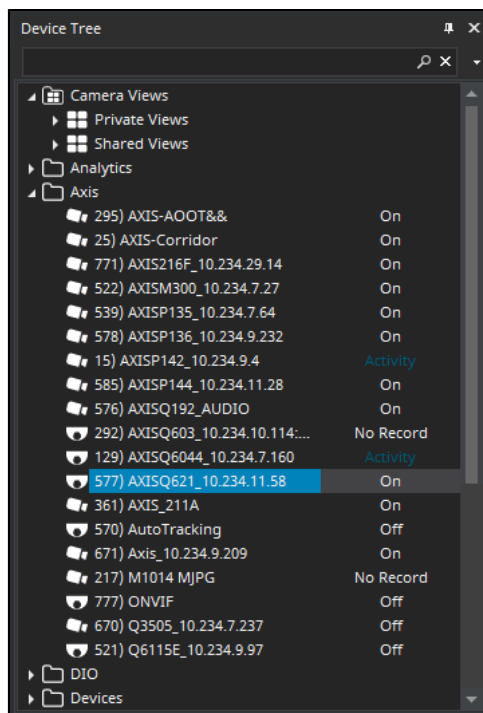 Device Tree
Camera Views
Private Views
Shared Views
Analytics
Axis
295) AXIS-AOOT&& On
25) AXIS-Corridor On
771) AXIS216F_10.234.29.14 On
522) AXISM300_10.234.7.27 On
539) AXISP135_10.234.7.64 On
578) AXISP136_10.234.9.232 On
15) AXISP142_10.234.9.4 Activity
585) AXISP144_10.234.11.28 On
576) AXISQ192_AUDIO On
292) AXISQ603_10.234.10.114:... No Record
129) AXISQ6044_10.234.7.160 Activity
577) AXISQ621_10.234.11.58 On
361) AXIS_211A On
570) AutoTracking Off
671) Axis_10.234.9.209 On
217) M1014 MJPG No Record
777) ONVIF Off
670) Q3505_10.234.7.237 Off
521) Q6115E_10.234.9.97 Off
DIO
Devices